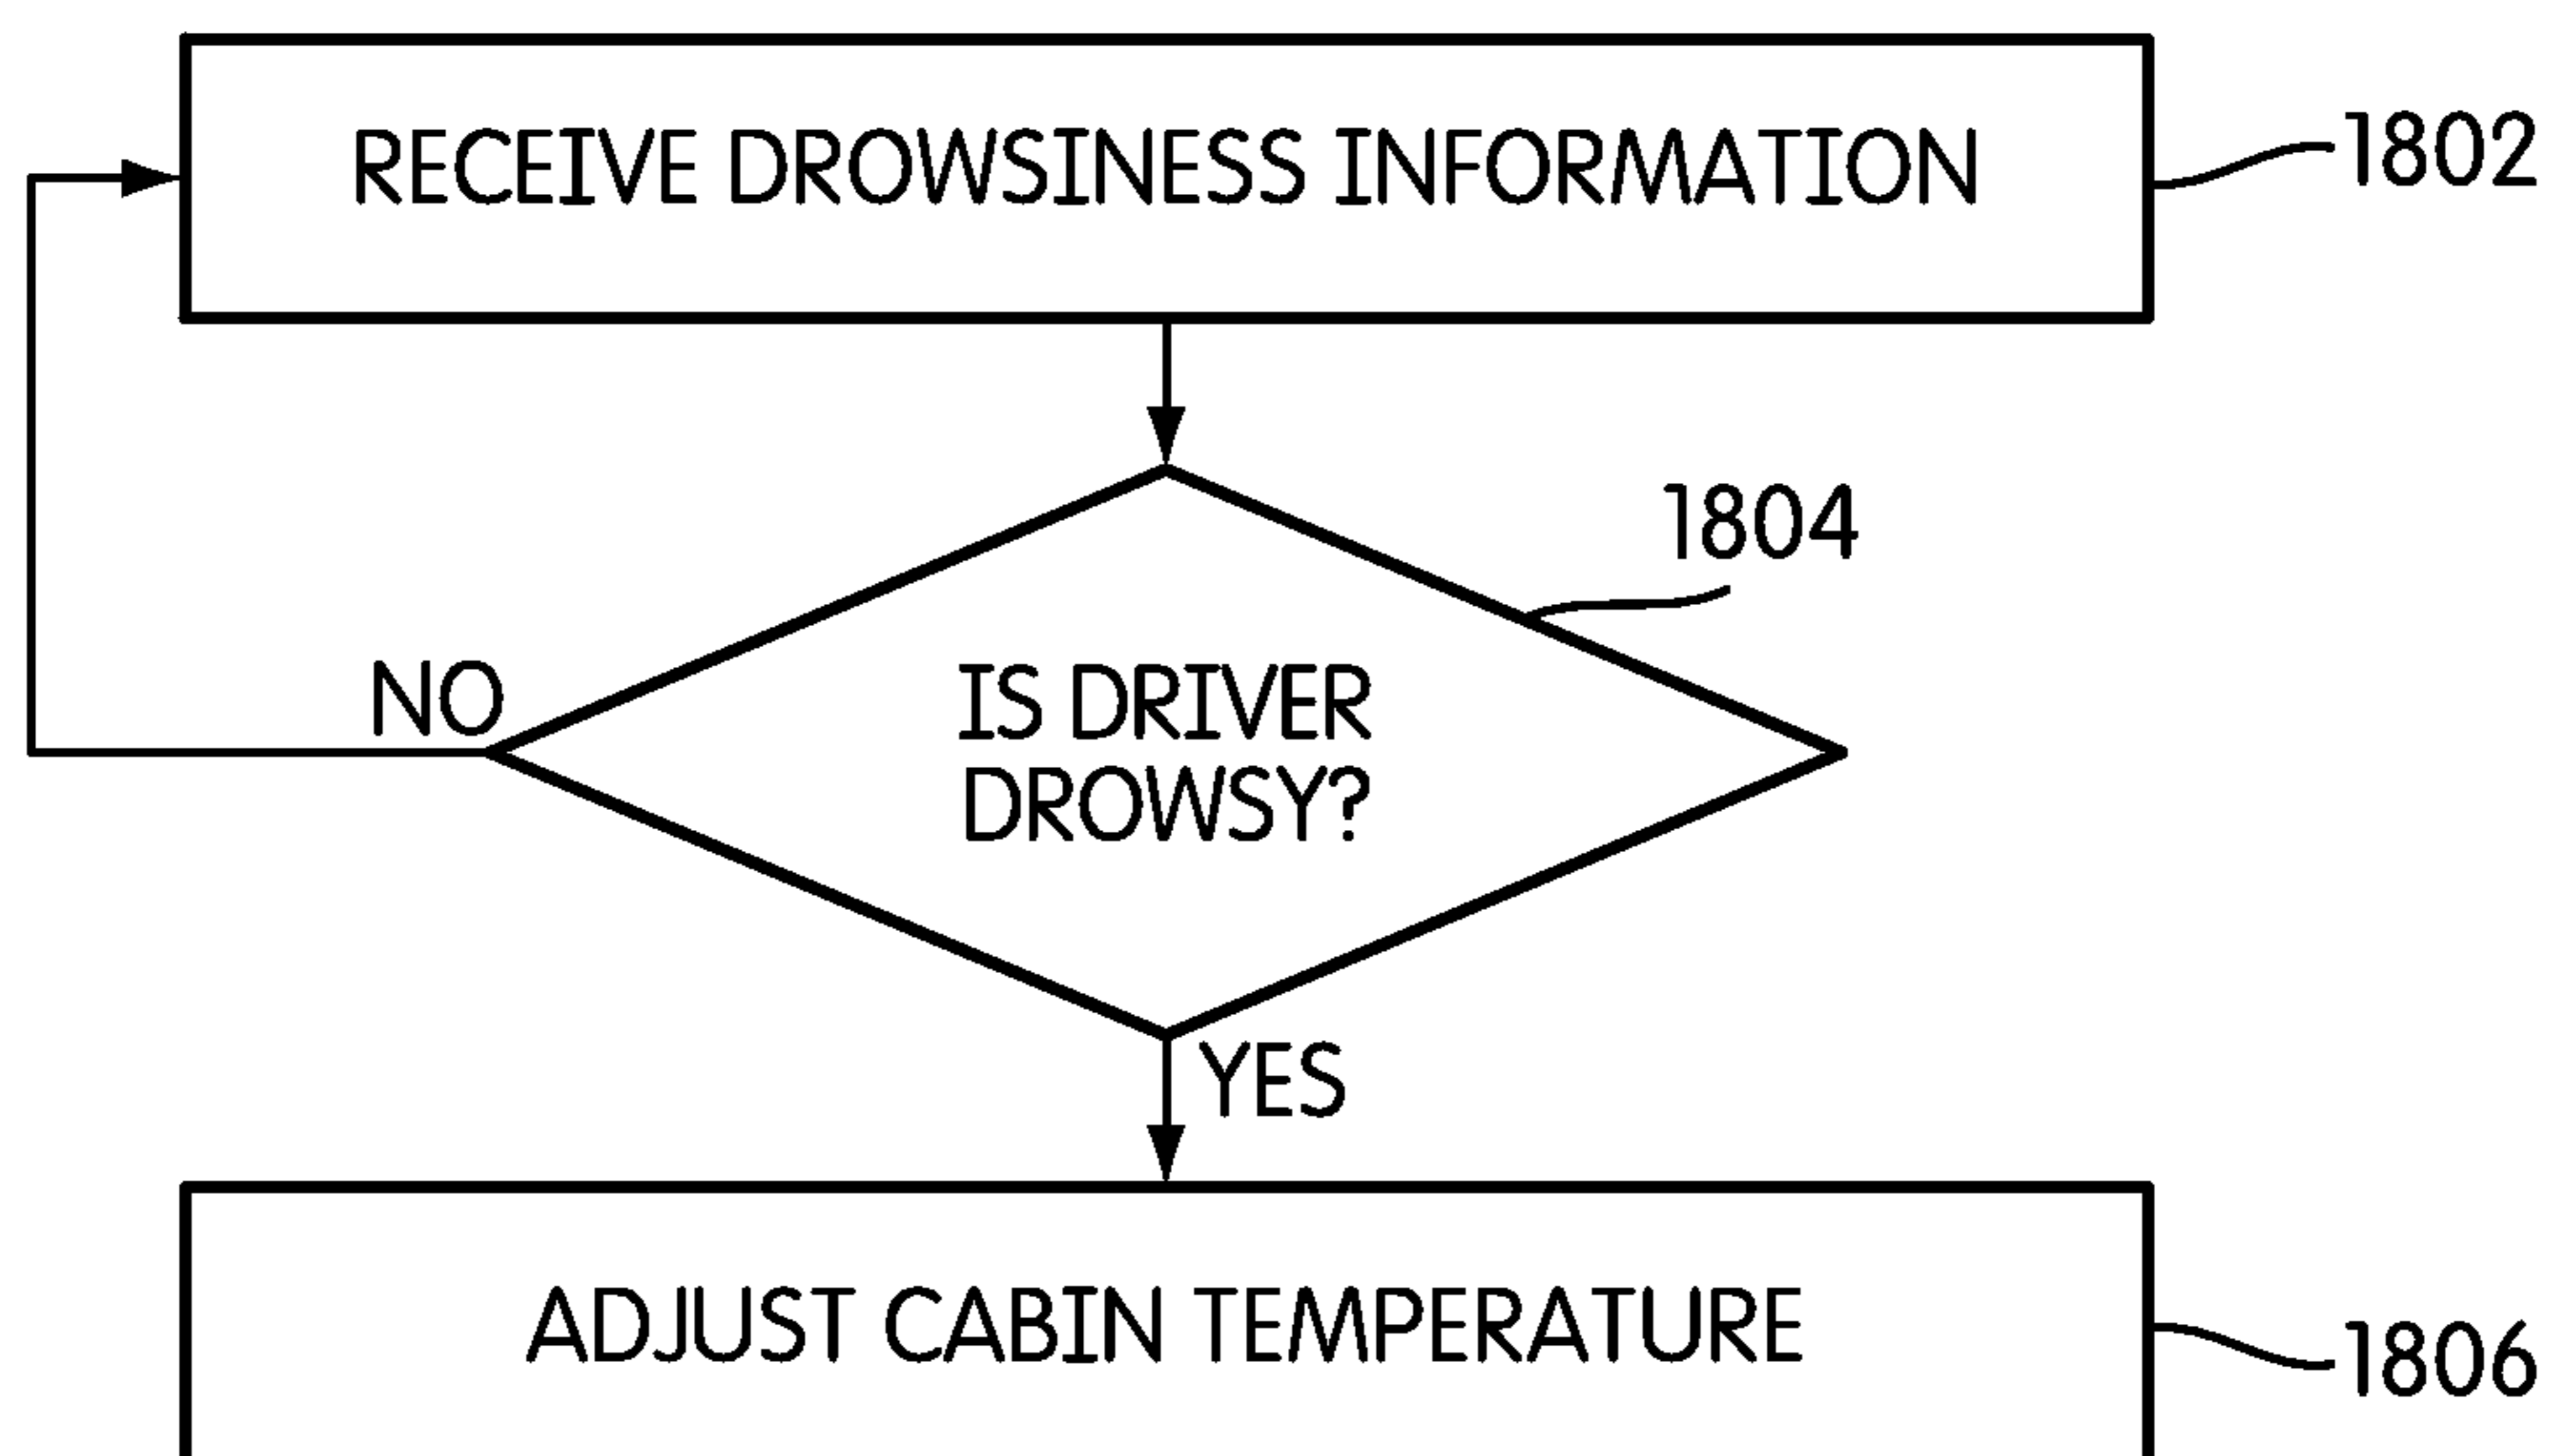 RECEIVE DROWSINESS INFORMATION
1802
1804
IS DRIVER
DROWSY?
NO
YES
ADJUST CABIN TEMPERATURE
1806